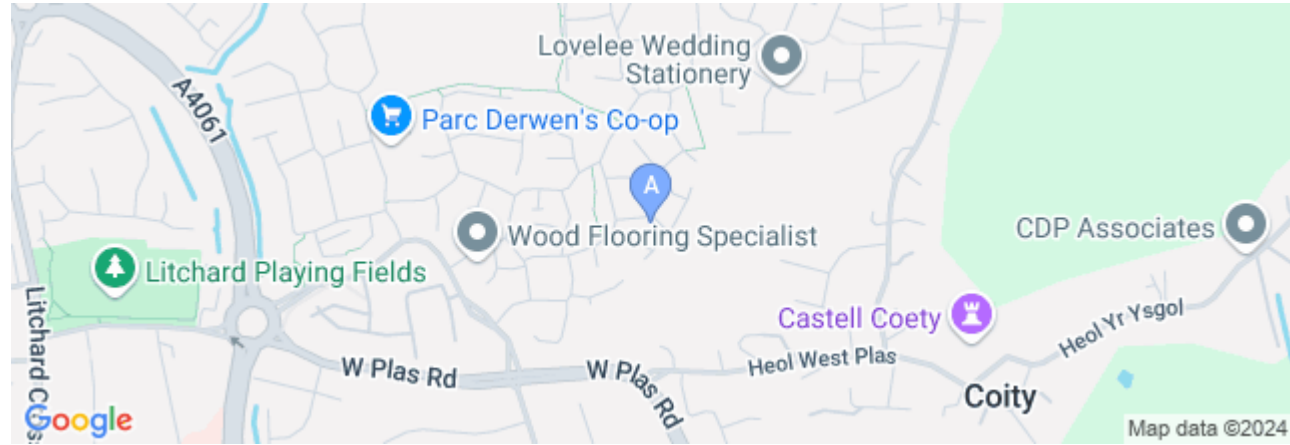 Lovelee Wedding
Stationery
A4061
Parc Derwen's Co-op
A
Wood Flooring Specialist
CDP Associates
Litchard Playing Fields
Castell Coety
Heol Yr Ysgol
W Plas Rd
W Plas Rd
Heol West Plas
Coity
Google
Map data ©2024